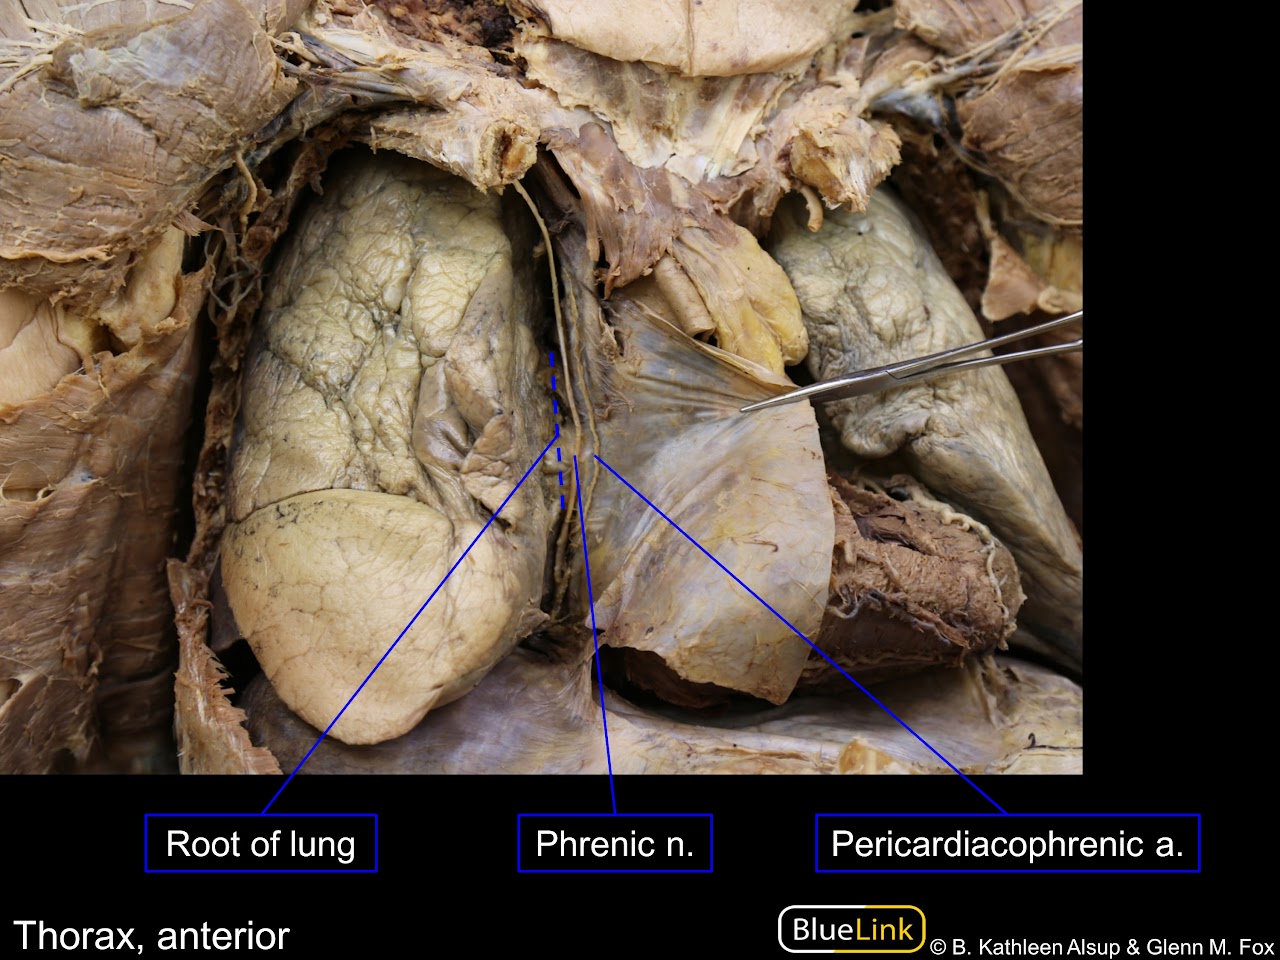 Root of lung
Phrenic n.
Pericardiacophrenic a.
Thorax, anterior
BlueLink
© B. Kathleen Alsup & Glenn M. Fox